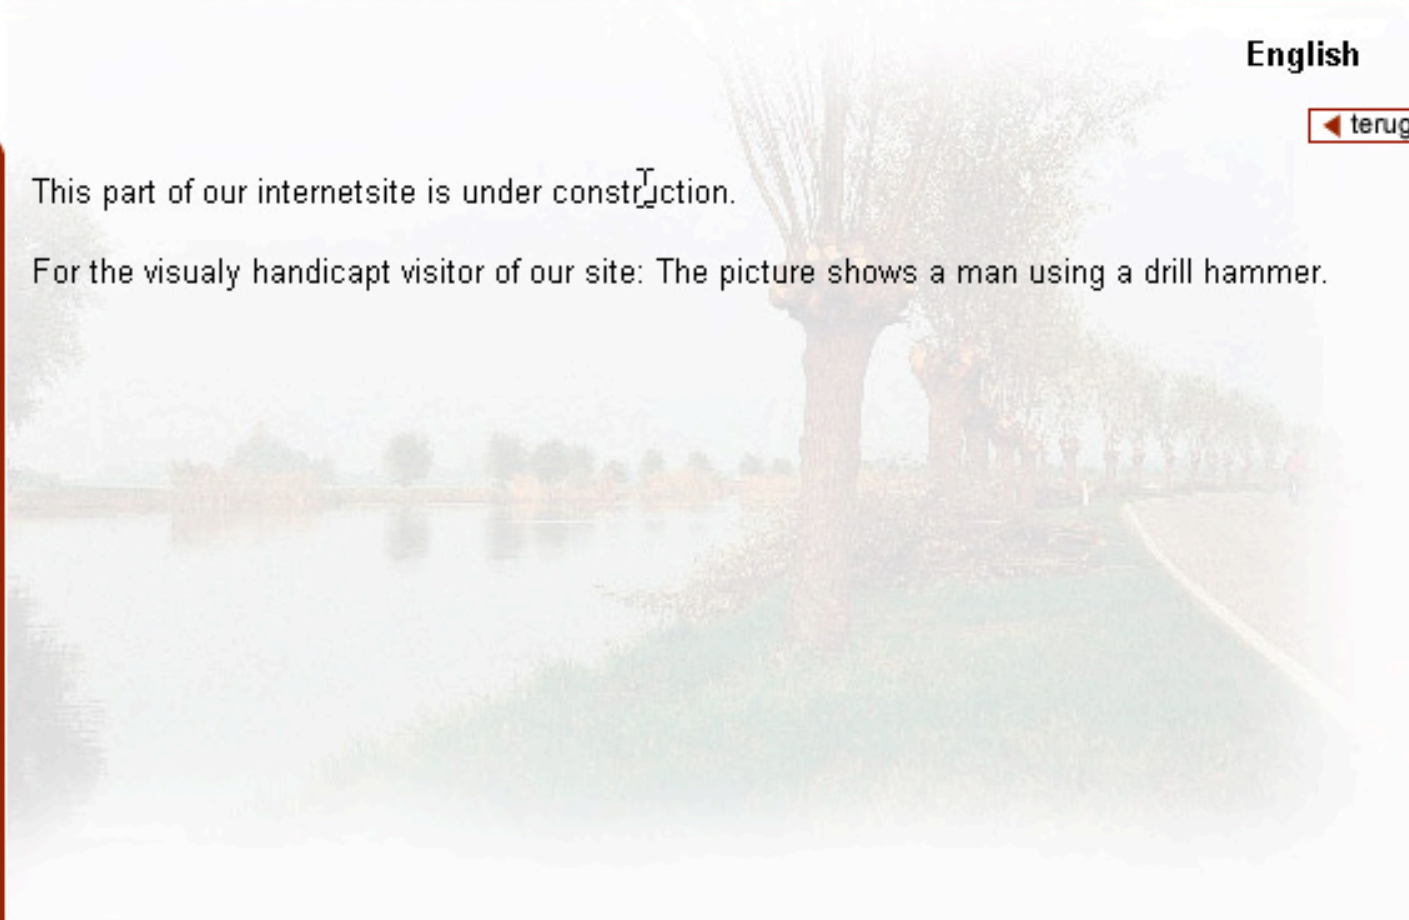 English
terug
This part of our internetsite is under construction.
For the visualy handicapt visitor of our site: The picture shows a man using a drill hammer.